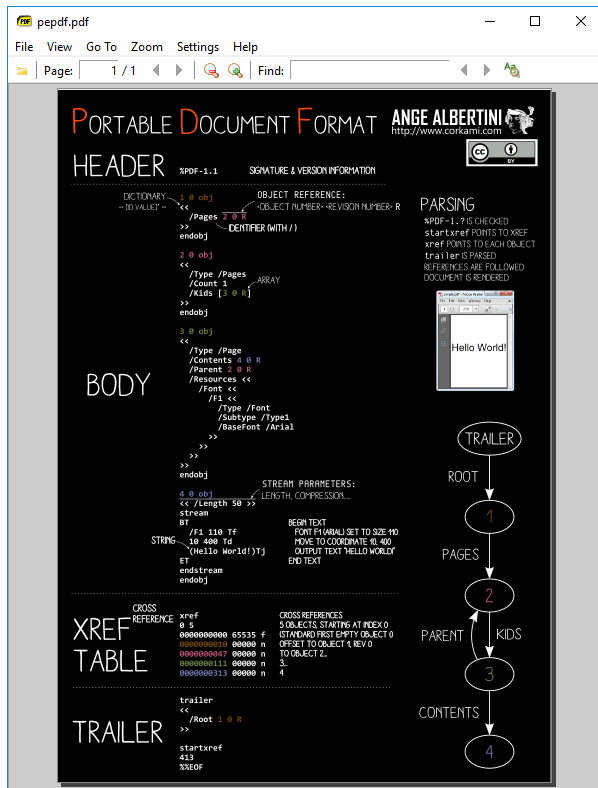 pepdf.pdf
File View Go To Zoom Settings Help
Page: 1 / 1 Find:
PORTABLE DOCUMENT FORMAT
ANGE ALBERTINI
http://www.corkami.com
cc BY
HEADER
%PDF-1.1 SIGNATURE & VERSION INFORMATION
BODY
DICTIONARY
1 0 obj
<<
/Pages 2 0 R
>>
endobj
OBJECT REFERENCE:
<OBJECT NUMBER> <REVISION NUMBER> R
IDENTIFIER (WITH / )
2 0 obj
<<
/Type /Pages
/Count 1
/Kids [3 0 R]
>>
endobj
ARRAY
3 0 obj
<<
/Type /Page
/Contents 4 0 R
/Parent 2 0 R
/Resources <<
/Font <<
/F1 <<
/Type /Font
/Subtype /Type1
/BaseFont /Arial
>>
>>
>>
>>
endobj
4 0 obj
<< /Length 50 >>
stream
BT
/F1 110 Tf
10 400 Td
(Hello World!)Tj
ET
endstream
endobj
STREAM PARAMETERS:
LENGTH, COMPRESSION...
STRING
BEGIN TEXT
FONT F1 (ARIAL) SET TO SIZE 110
MOVE TO COORDINATE 10, 400
OUTPUT TEXT "HELLO WORLD!"
END TEXT
XREF
TABLE
CROSS
REFERENCE
xref
0 5
0000000000 65535 f
0000000010 00000 n
0000000047 00000 n
0000000111 00000 n
0000000313 00000 n
CROSS REFERENCES
5 OBJECTS, STARTING AT INDEX 0
(STANDARD FIRST EMPTY OBJECT 0
OFFSET TO OBJECT 1, REV 0
TO OBJECT 2...
3...
4
TRAILER
trailer
<<
/Root 1 0 R
>>
startxref
413
%%EOF
PARSING
%PDF-1.? IS CHECKED
startxref POINTS TO XREF
xref POINTS TO EACH OBJECT
trailer IS PARSED
REFERENCES ARE FOLLOWED
DOCUMENT IS RENDERED
Hello World!
TRAILER
ROOT
1
PAGES
2
PARENT
KIDS
3
CONTENTS
4